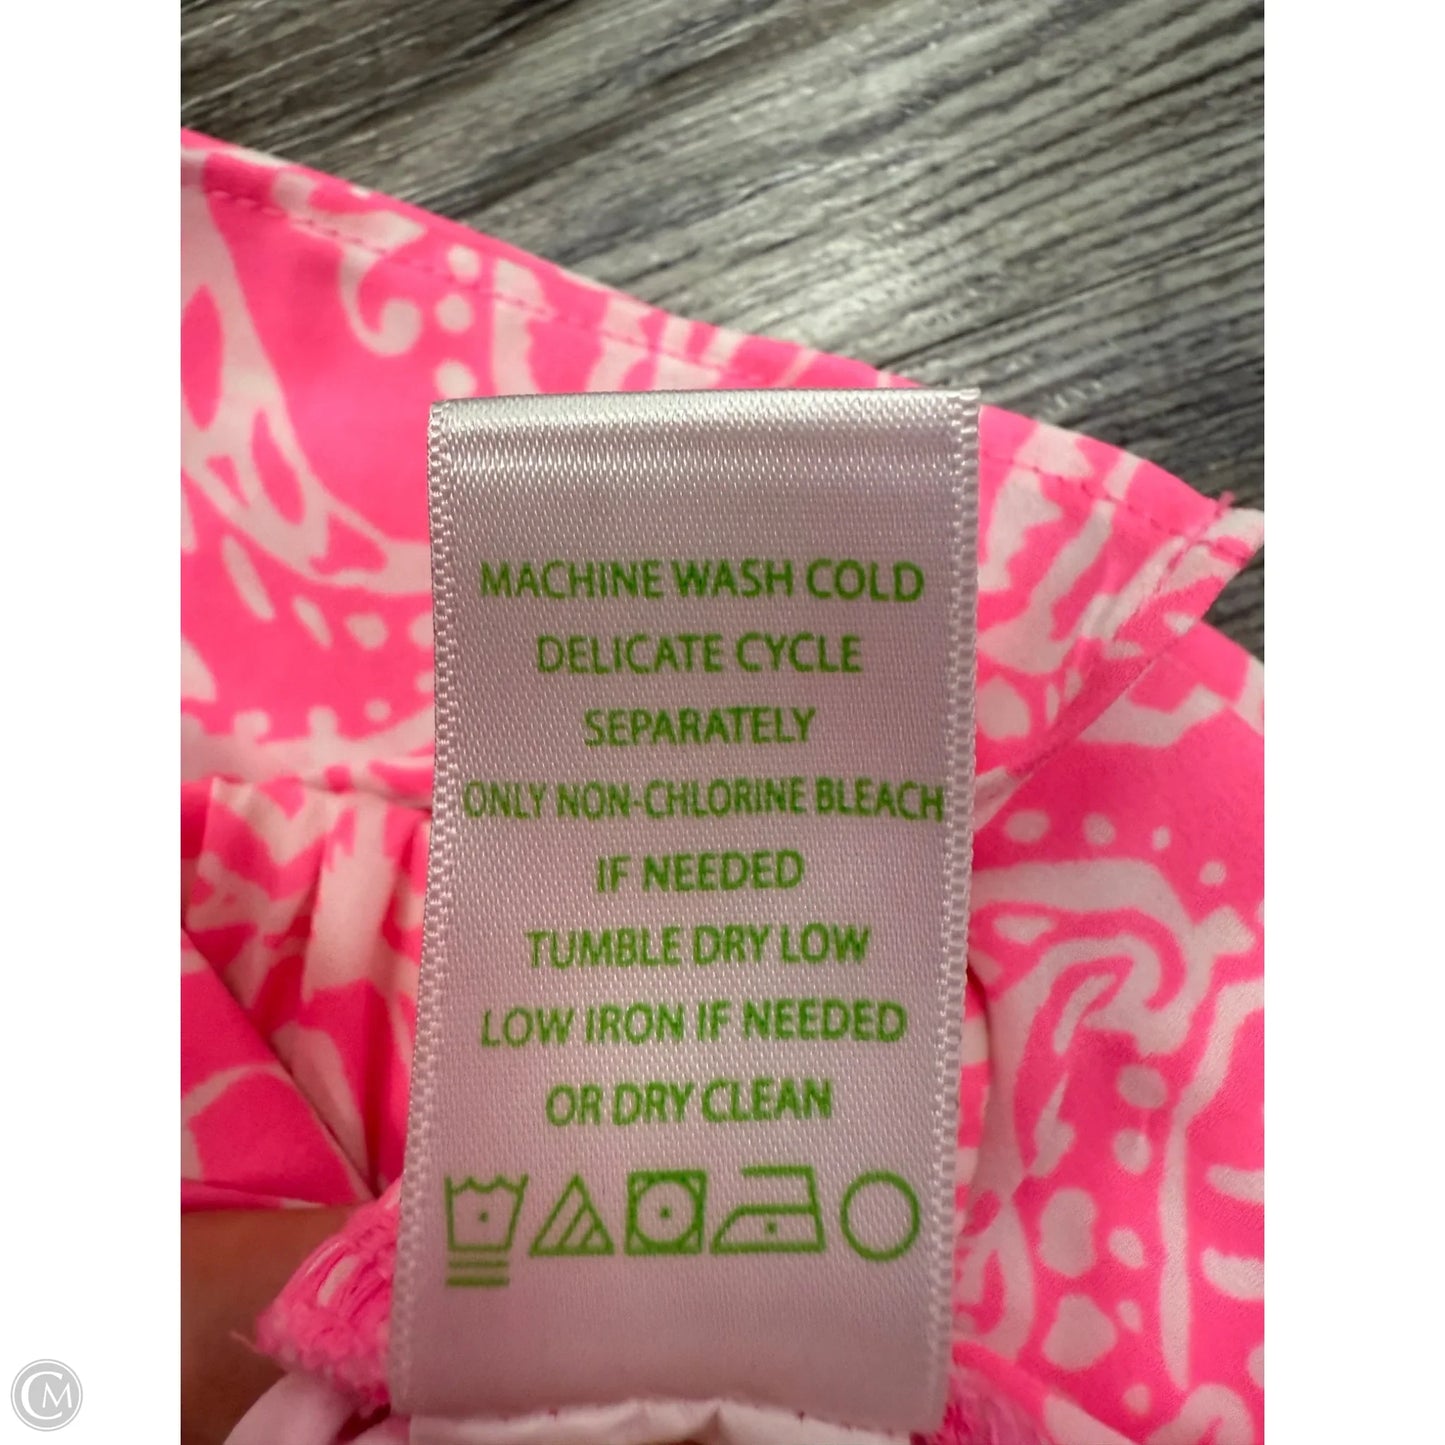 MACHINE WASH COLD
DELICATE CYCLE
SEPARATELY
ONLY NON-CHLORINE BLEACH
IF NEEDED
TUMBLE DRY LOW
LOW IRON IF NEEDED
OR DRY CLEAN
CM